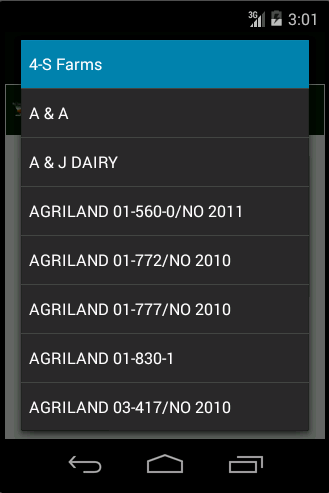 3G 3:01
4-S Farms
A & A
A & J DAIRY
AGRILAND 01-560-0/NO 2011
AGRILAND 01-772/NO 2010
AGRILAND 01-777/NO 2010
AGRILAND 01-830-1
AGRILAND 03-417/NO 2010